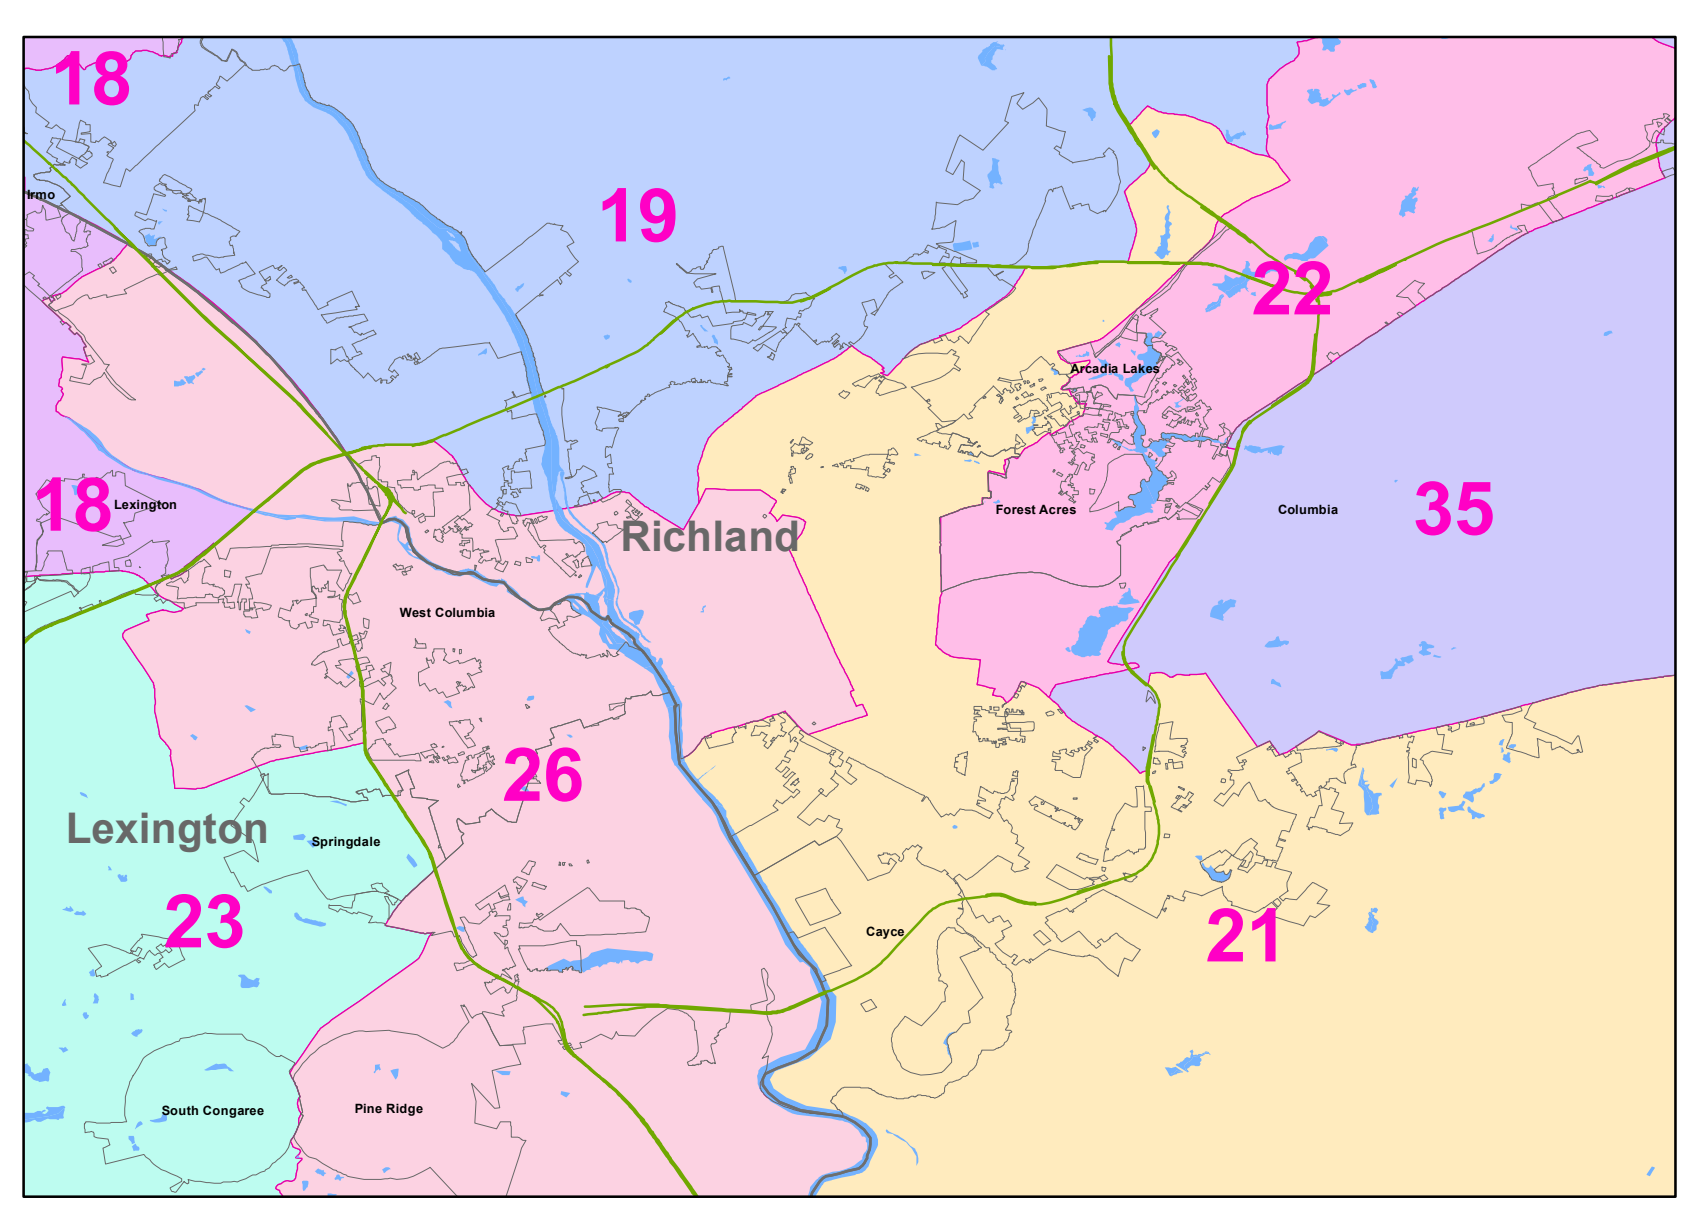 18
Irmo
19
22
Arcadia Lakes
18
Lexington
Forest Acres
Columbia
35
Richland
West Columbia
26
Lexington
Springdale
23
Cayce
21
South Congaree
Pine Ridge